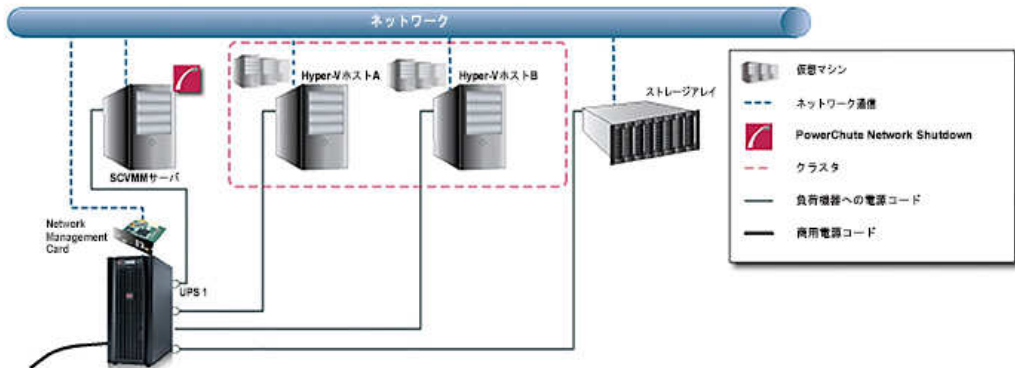 ネットワーク
Hyper-VホストA
Hyper-VホストB
ストレージアレイ
SCVMMサーバ
Network
Management
Card
UPS 1
仮想マシン
ネットワーク通信
PowerChute Network Shutdown
クラスタ
負荷機器への電源コード
商用電源コード